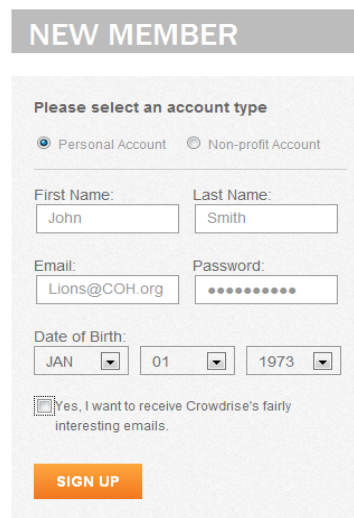 NEW MEMBER
Please select an account type
Personal Account Non-profit Account
First Name: Last Name:
John Smith
Email: Password:
Lions@COH.org ●●●●●●●●●●
Date of Birth:
JAN 01 1973
Yes, I want to receive Crowdrise's fairly
interesting emails.
SIGN UP